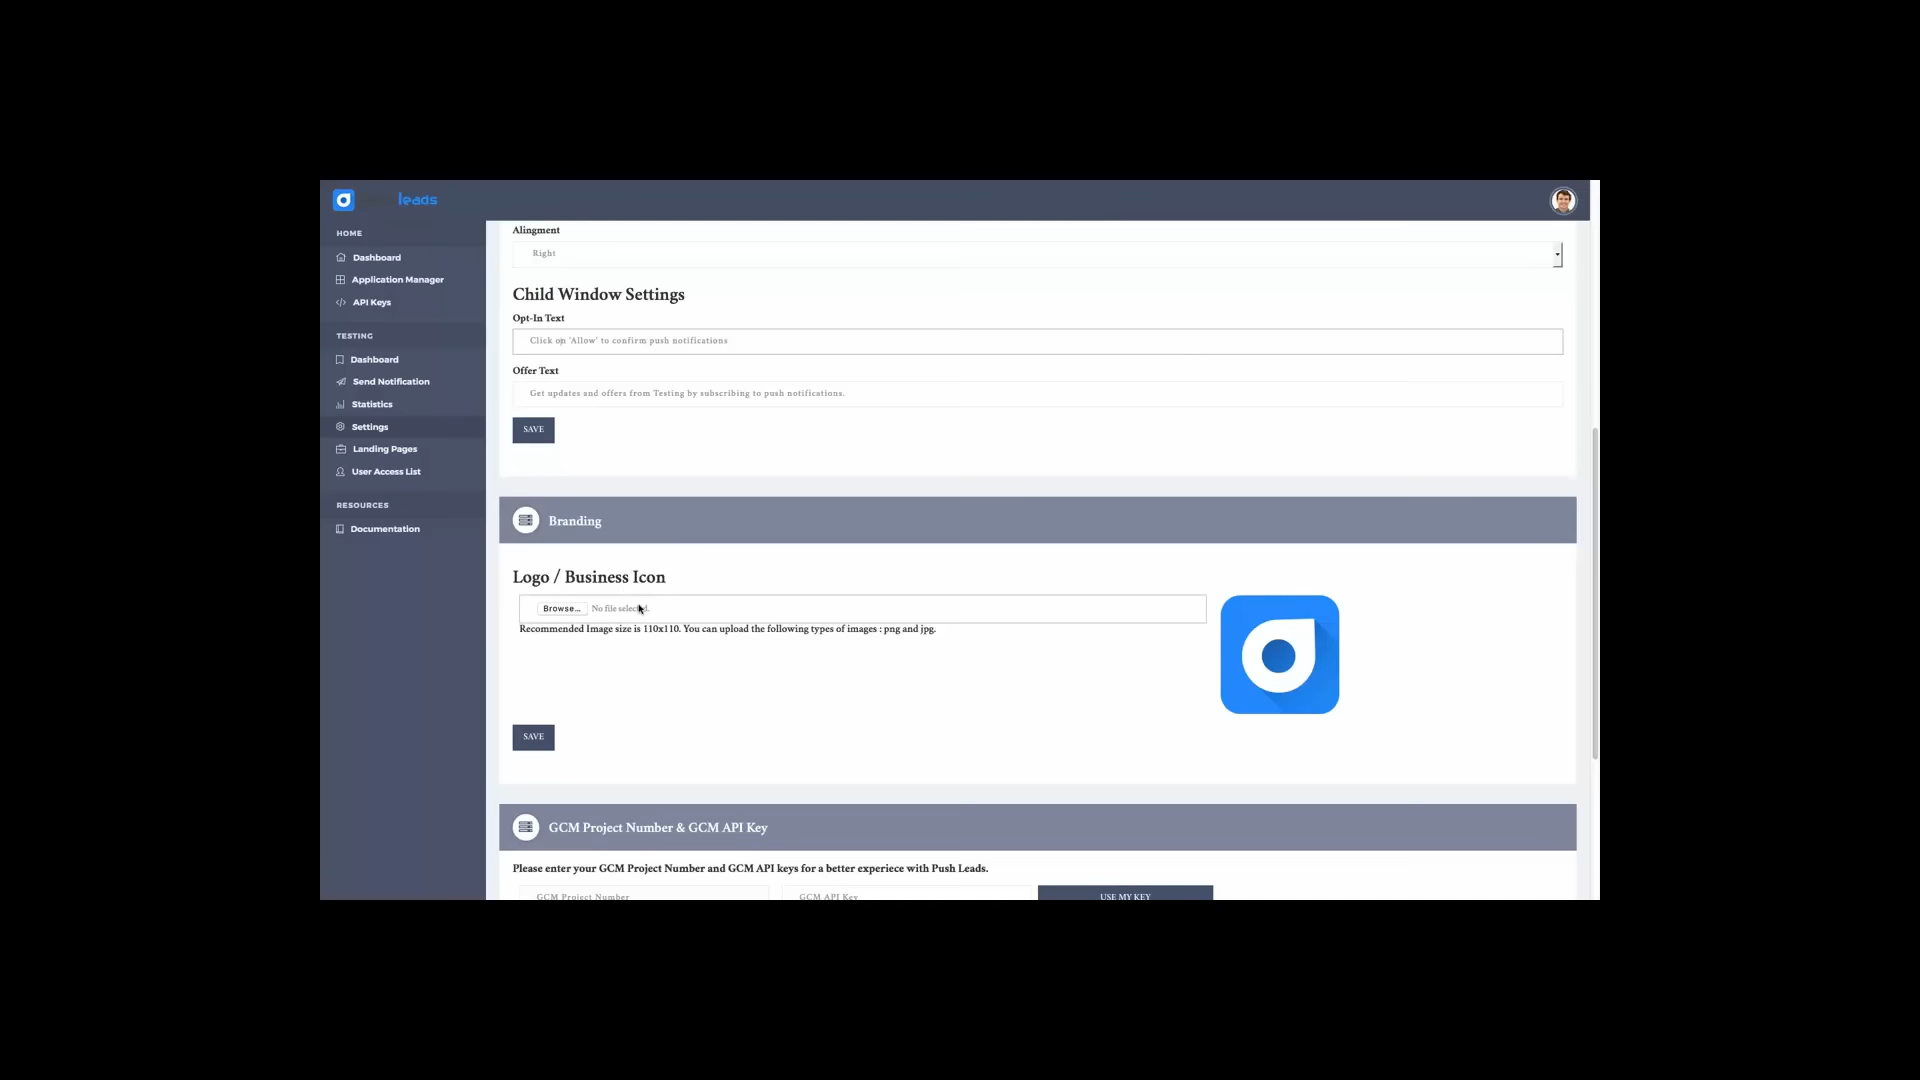 leads
HOME
Dashboard
Application Manager
API Keys
TESTING
Dashboard
Send Notification
Statistics
Settings
Landing Pages
User Access List
RESOURCES
Documentation
Alingment
Right
Child Window Settings
Opt-In Text
Click on 'Allow' to confirm push notifications
Offer Text
Get updates and offers from Testing by subscribing to push notifications.
SAVE
Branding
Logo / Business Icon
Browse... No file selected.
Recommended Image size is 110x110. You can upload the following types of images : png and jpg.
SAVE
GCM Project Number & GCM API Key
Please enter your GCM Project Number and GCM API keys for a better experiece with Push Leads.
GCM Project Number
GCM API Key
USE MY KEY